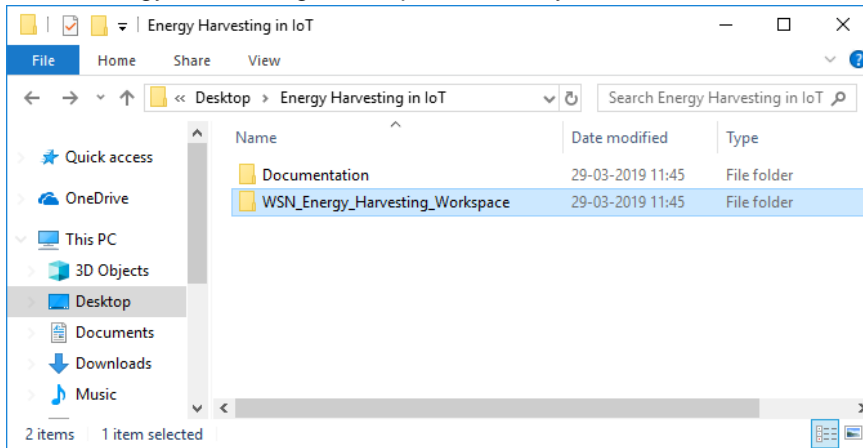 Energy Harvesting in IoT
File Home Share View
« Desktop > Energy Harvesting in IoT
Search Energy Harvesting in IoT
Name Date modified Type
Quick access
OneDrive
This PC
3D Objects
Desktop
Documents
Downloads
Music
Documentation 29-03-2019 11:45 File folder
WSN_Energy_Harvesting_Workspace 29-03-2019 11:45 File folder
2 items 1 item selected